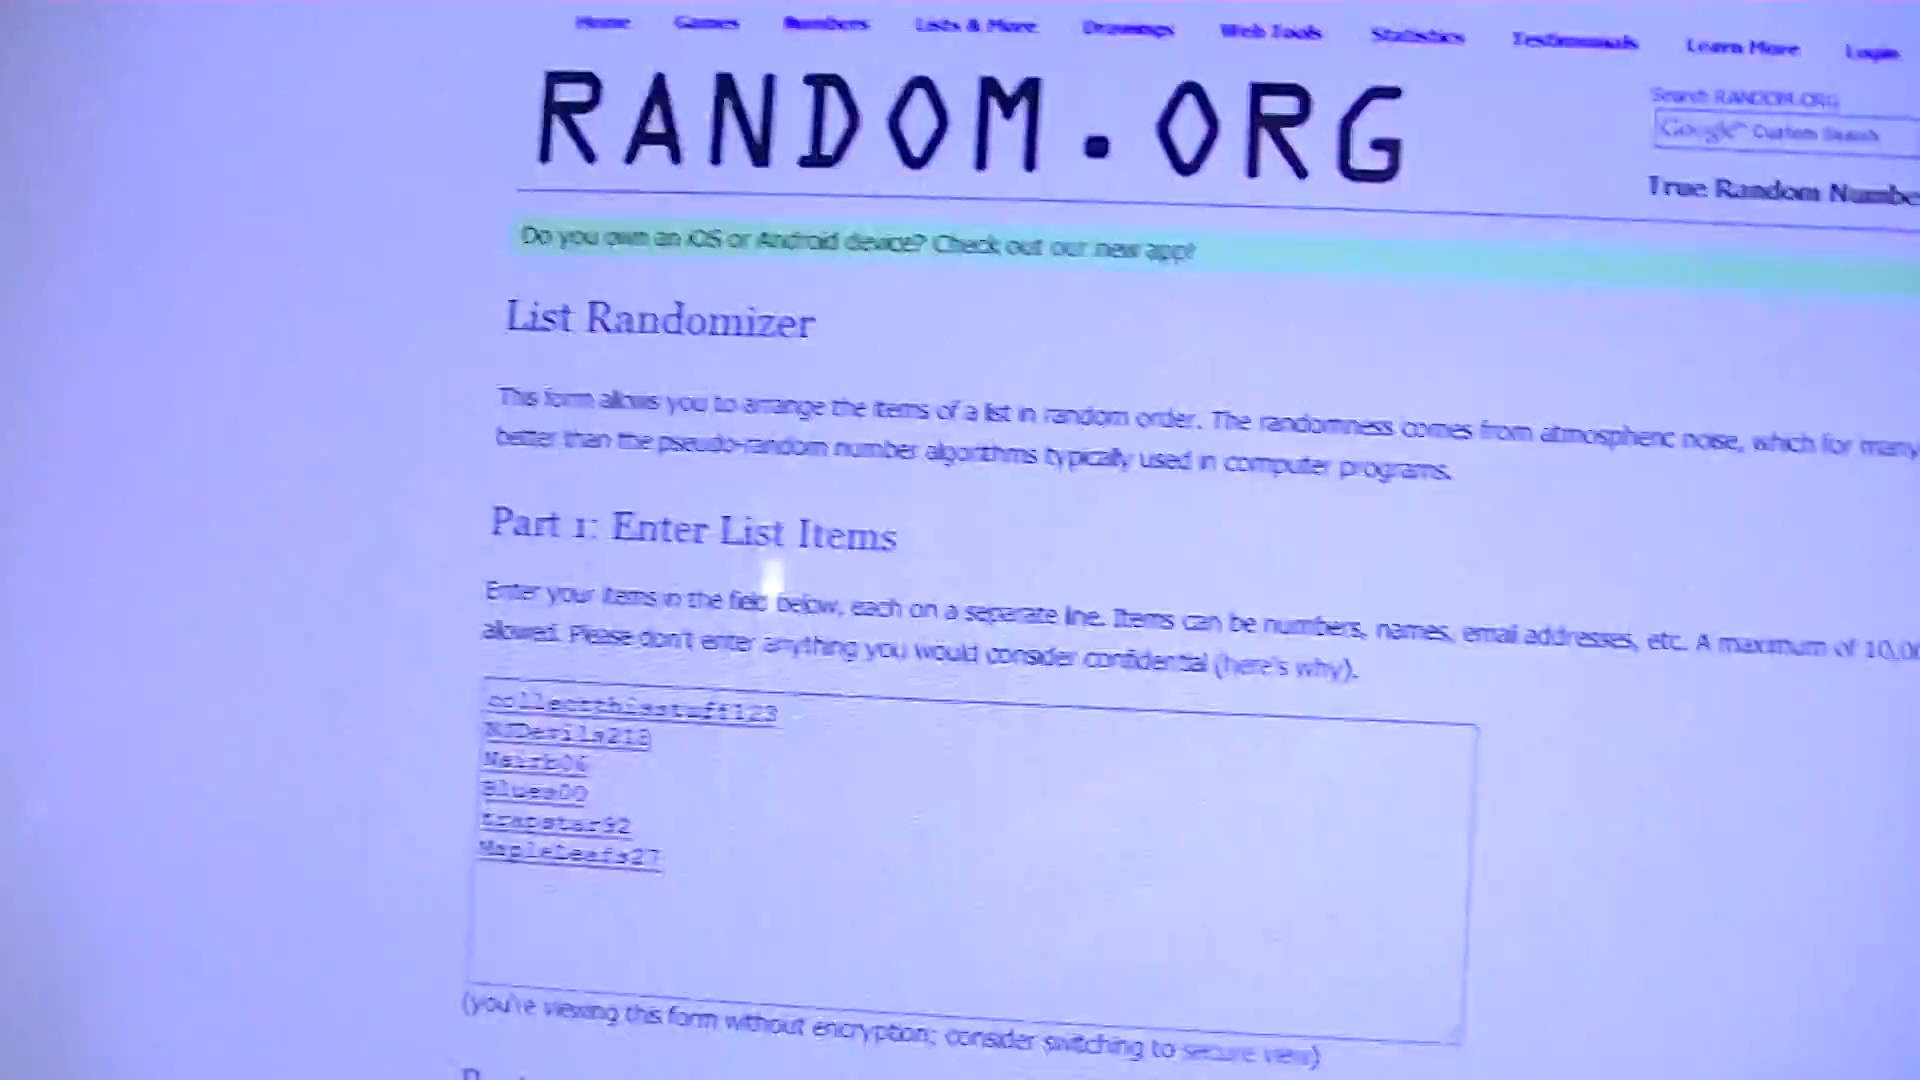 Home Games Numbers Lists & More Drawings Web Tools Statistics Testimonials Learn More Login
RANDOM.ORG
Search RANDOM.ORG
Google™ Custom Search
True Random Numbe
Do you own an iOS or Android device? Check out our new app!
List Randomizer
This form allows you to arrange the items of a list in random order. The randomness comes from atmospheric noise, which for many
better than the pseudo-random number algorithms typically used in computer programs.
Part 1: Enter List Items
Enter your items in the field below, each on a separate line. Items can be numbers, names, email addresses, etc. A maximum of 10,00
allowed. Please don't enter anything you would consider confidential (here's why).
collectthisstuff123
NJDevils213
Blues00
trapstar92
MapleLeafs27
(you're viewing this form without encryption; consider switching to secure view)